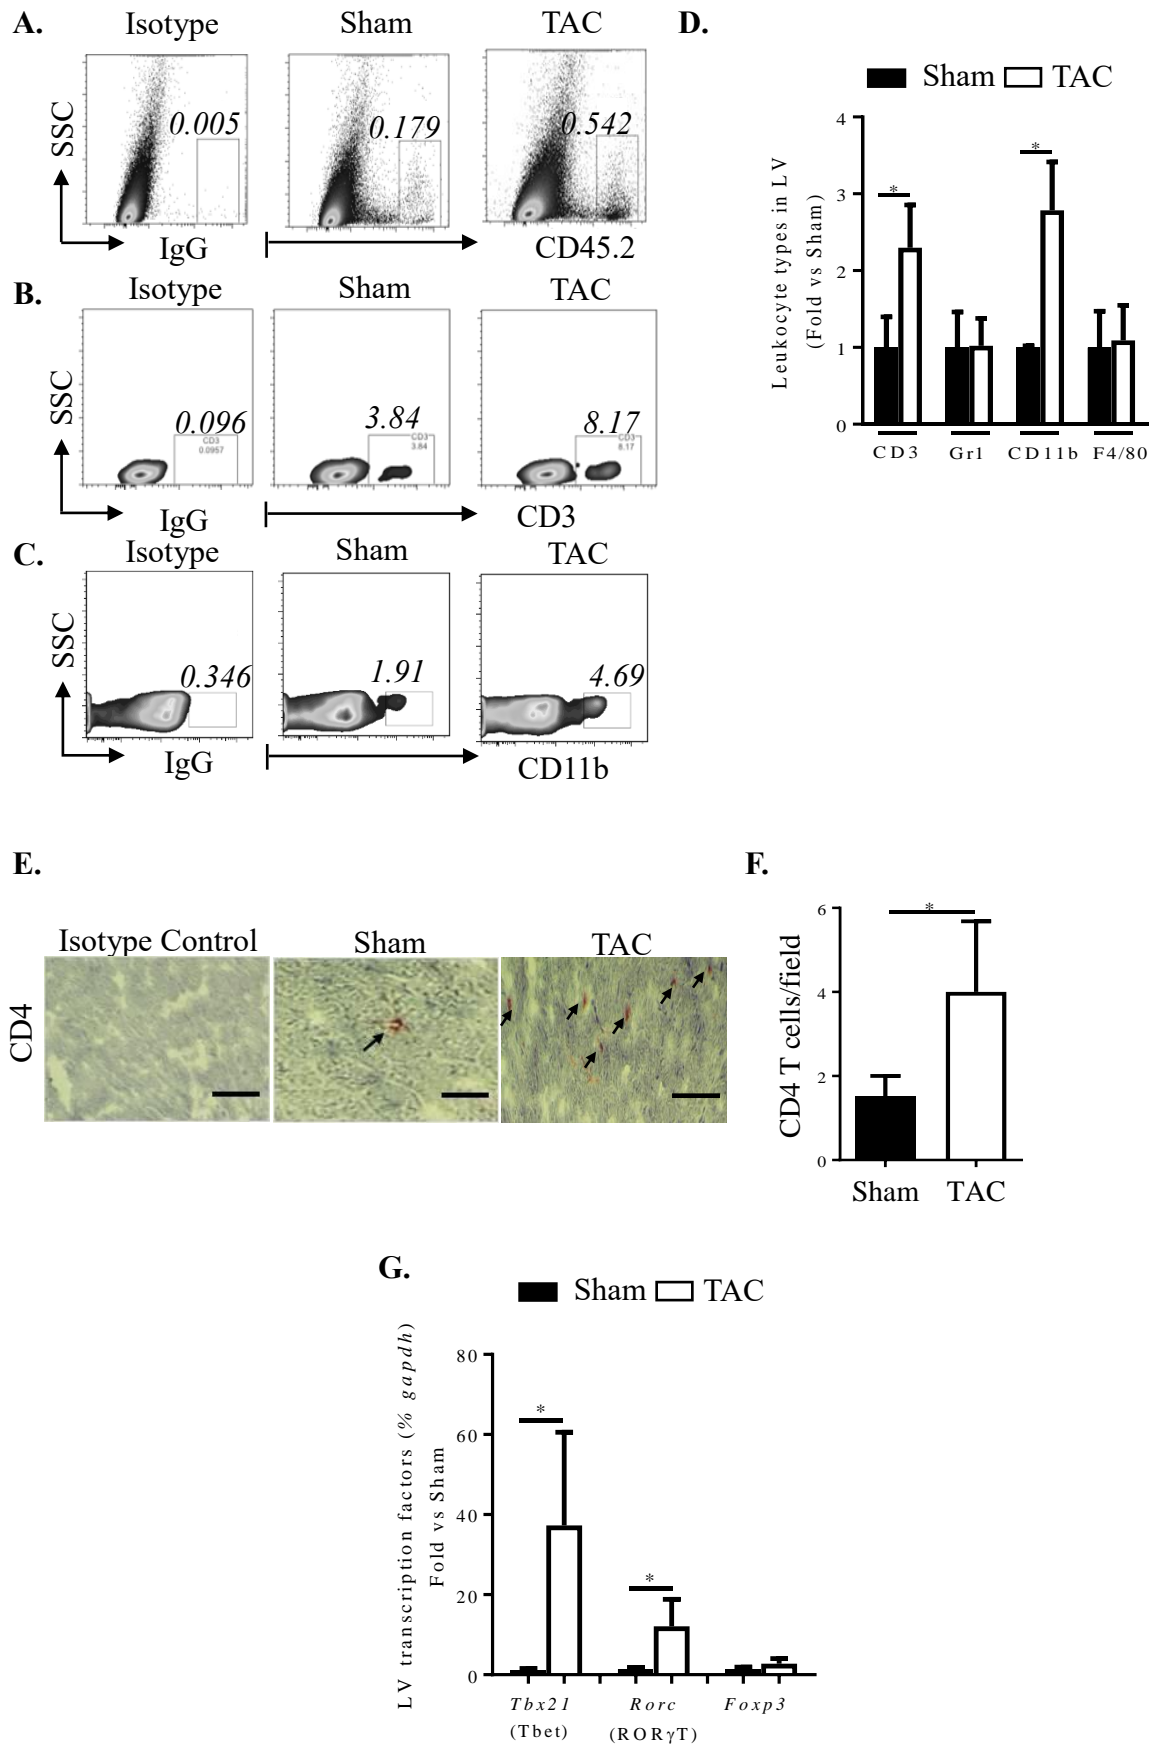 A.
Isotype Sham TAC
0.005 0.179 0.542
SSC
IgG CD45.2
B.
Isotype Sham TAC
0.096 3.84 8.17
CD3 CD3 CD3
0.0957 3.84 8.17
SSC
IgG CD3
C.
Isotype Sham TAC
0.346 1.91 4.69
SSC
IgG CD11b
D.
Sham TAC
Leukocyte types in LV
(Fold vs Sham)
4
3
2
1
0
* *
CD3 Gr1 CD11b F4/80
E.
Isotype Control Sham TAC
CD4
F.
CD4 T cells/field
6
4
2
0
*
Sham TAC
G.
Sham TAC
LV transcription factors (% gapdh)
Fold vs Sham
80
60
40
20
0
* *
Tbx21 Rorc Foxp3
(Tbet) (RORγT)